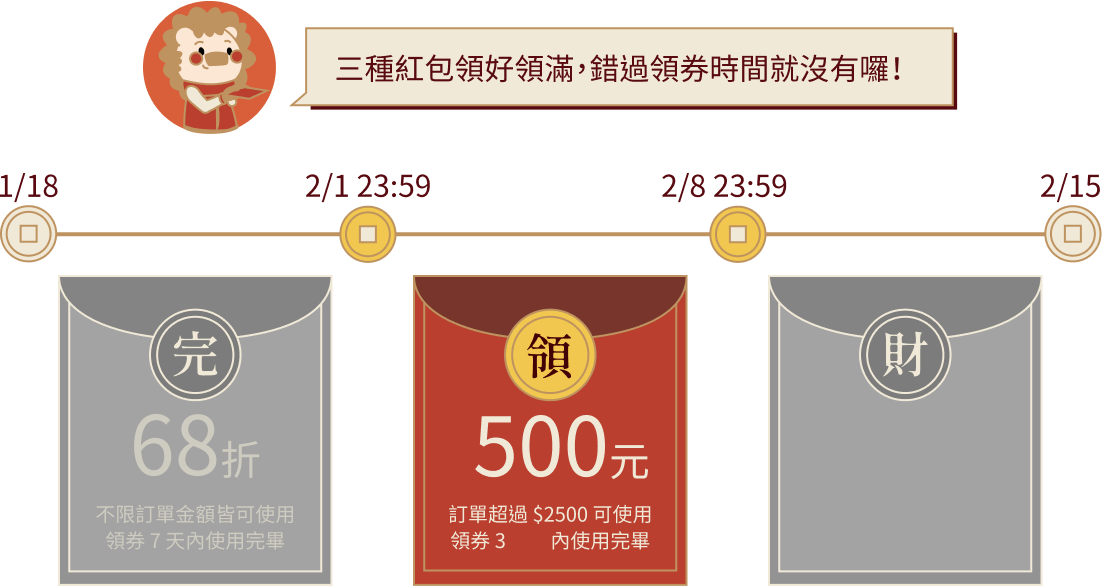 三種紅包領好領滿，錯過領券時間就沒有囉！
1/18
2/1 23:59
2/8 23:59
2/15
完
68折
不限訂單金額皆可使用
領券 7 天內使用完畢
領
500元
訂單超過 $2500 可使用
領券 3 內使用完畢
財